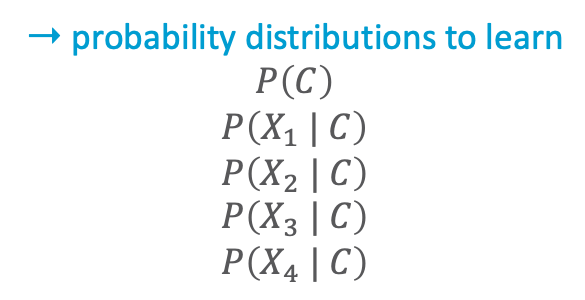 → probability distributions to learn
P(C)
P(X₁ | C)
P(X₂ | C)
P(X₃ | C)
P(X₄ | C)